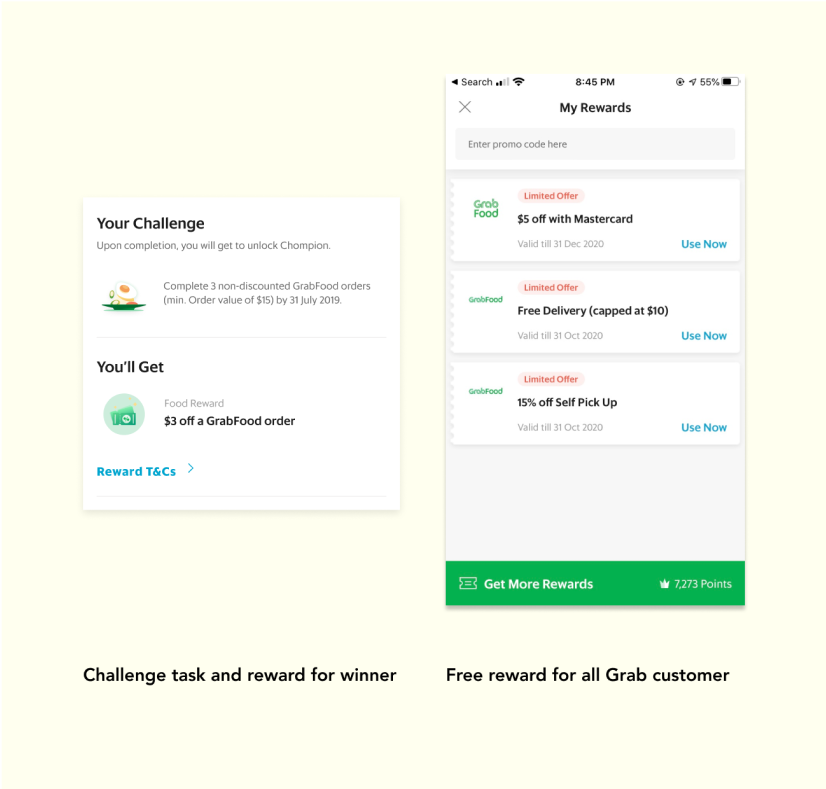 Your Challenge
Upon completion, you will get to unlock Chompion.
Complete 3 non-discounted GrabFood orders
(min. Order value of $15) by 31 July 2019.
You'll Get
Food Reward
$3 off a GrabFood order
Reward T&Cs
Search
8:45 PM
55%
My Rewards
Enter promo code here
Grab
Food
Limited Offer
$5 off with Mastercard
Valid till 31 Dec 2020
Use Now
GrabFood
Limited Offer
Free Delivery (capped at $10)
Valid till 31 Oct 2020
Use Now
GrabFood
Limited Offer
15% off Self Pick Up
Valid till 31 Oct 2020
Use Now
Get More Rewards
7,273 Points
Challenge task and reward for winner
Free reward for all Grab customer